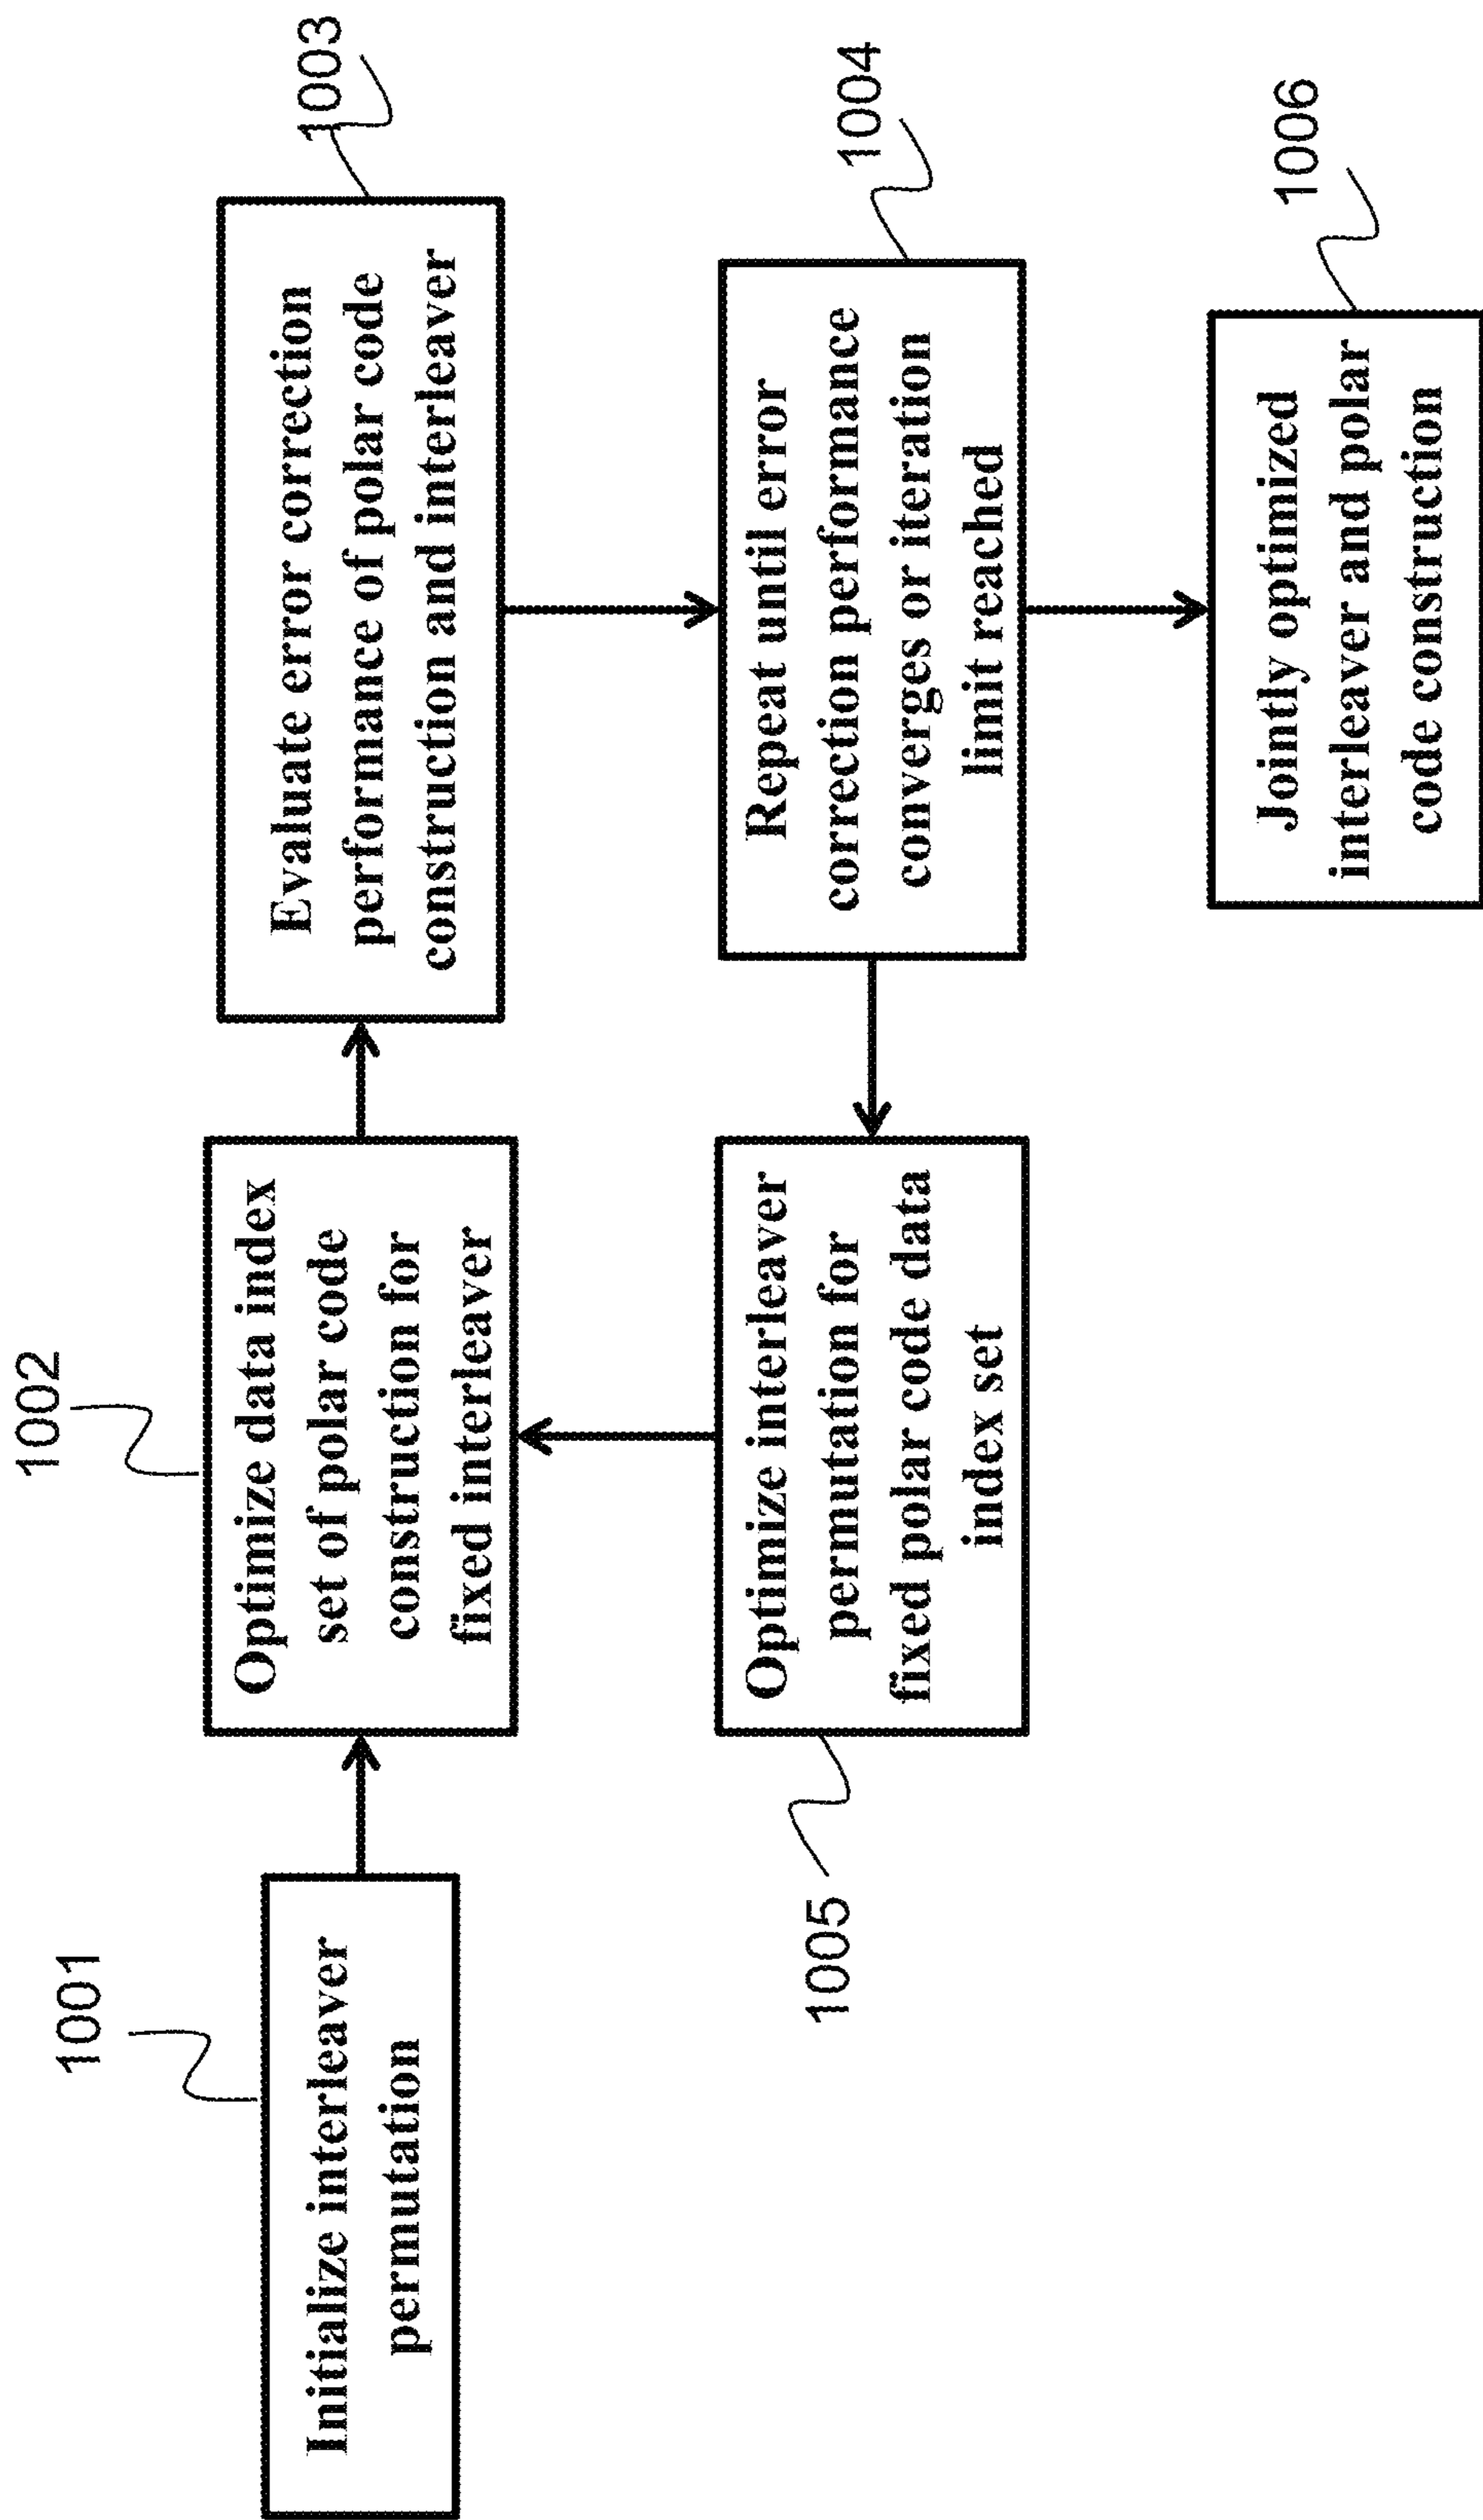 1001
Initialize interleaver
permutation
1002
Optimize data index
set of polar code
construction for
fixed interleaver
1003
Evaluate error correction
performance of polar code
construction and interleaver
1004
Repeat until error
correction performance
converges or iteration
limit reached
1005
Optimize interleaver
permutation for
fixed polar code data
index set
1006
Jointly optimized
interleaver and polar
code construction